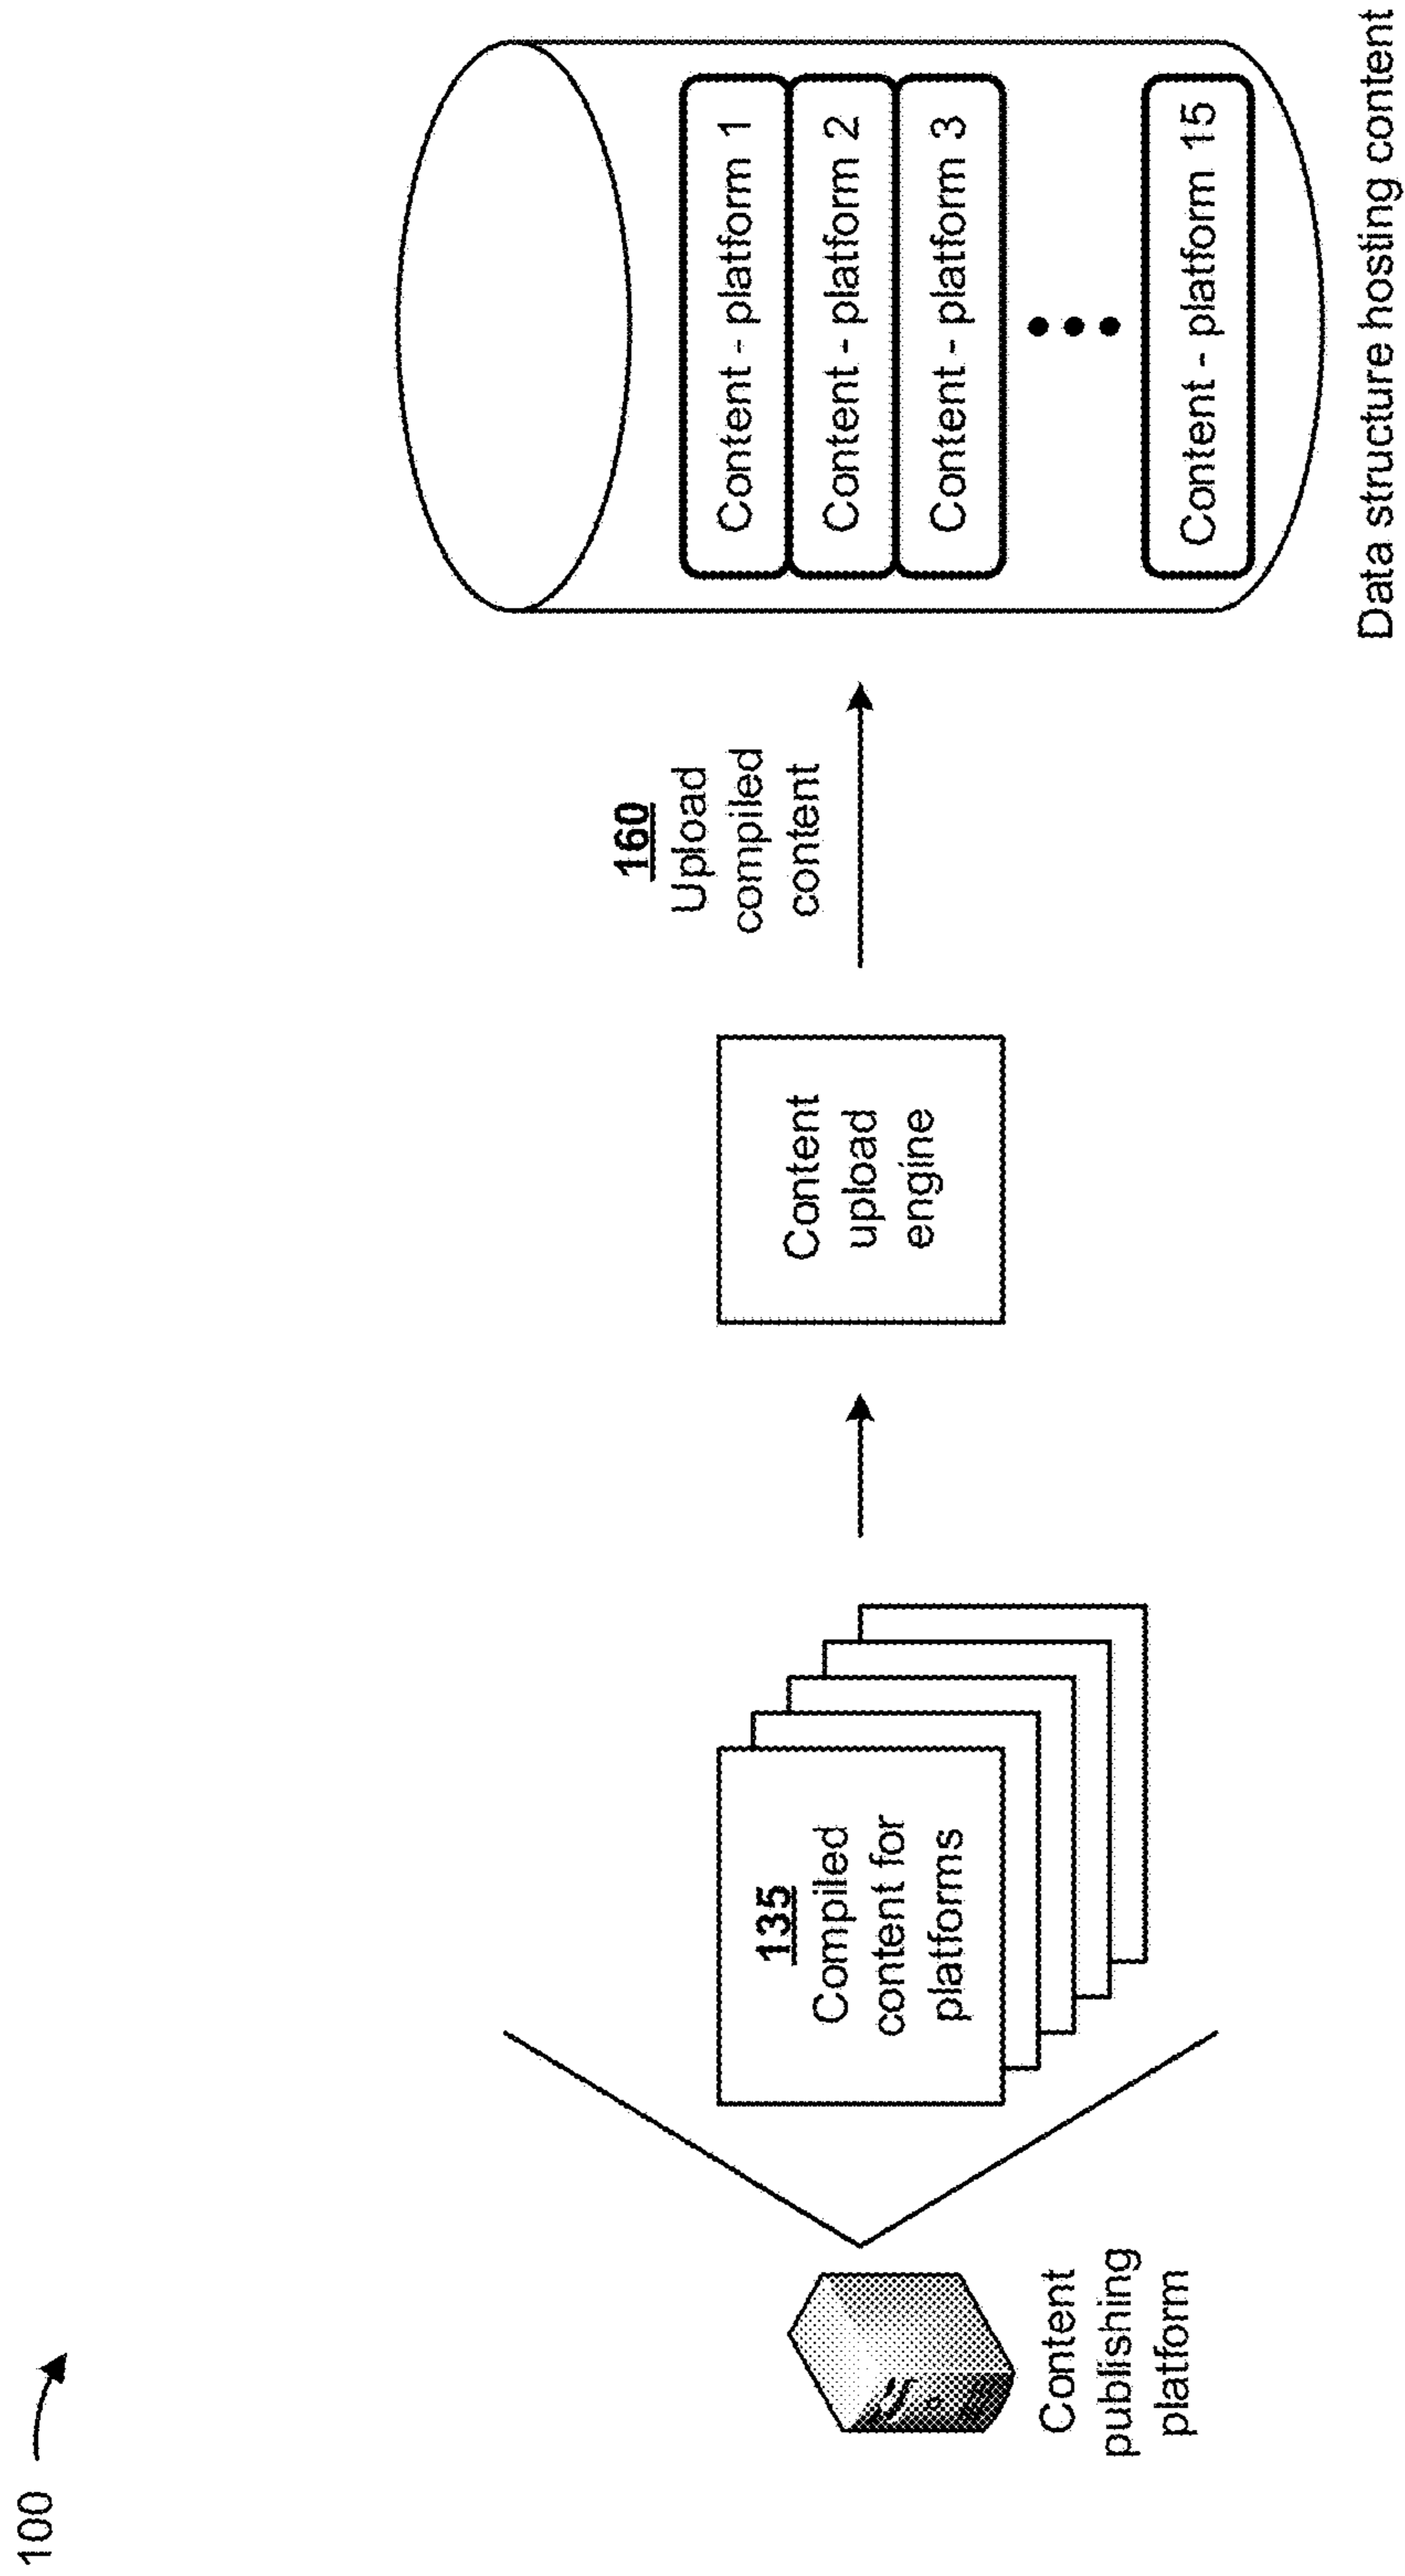 100
Content
publishing
platform
135
Compiled
content for
platforms
Content
upload
engine
160
Upload
compiled
content
Content - platform 1
Content - platform 2
Content - platform 3
Content - platform 15
Data structure hosting content